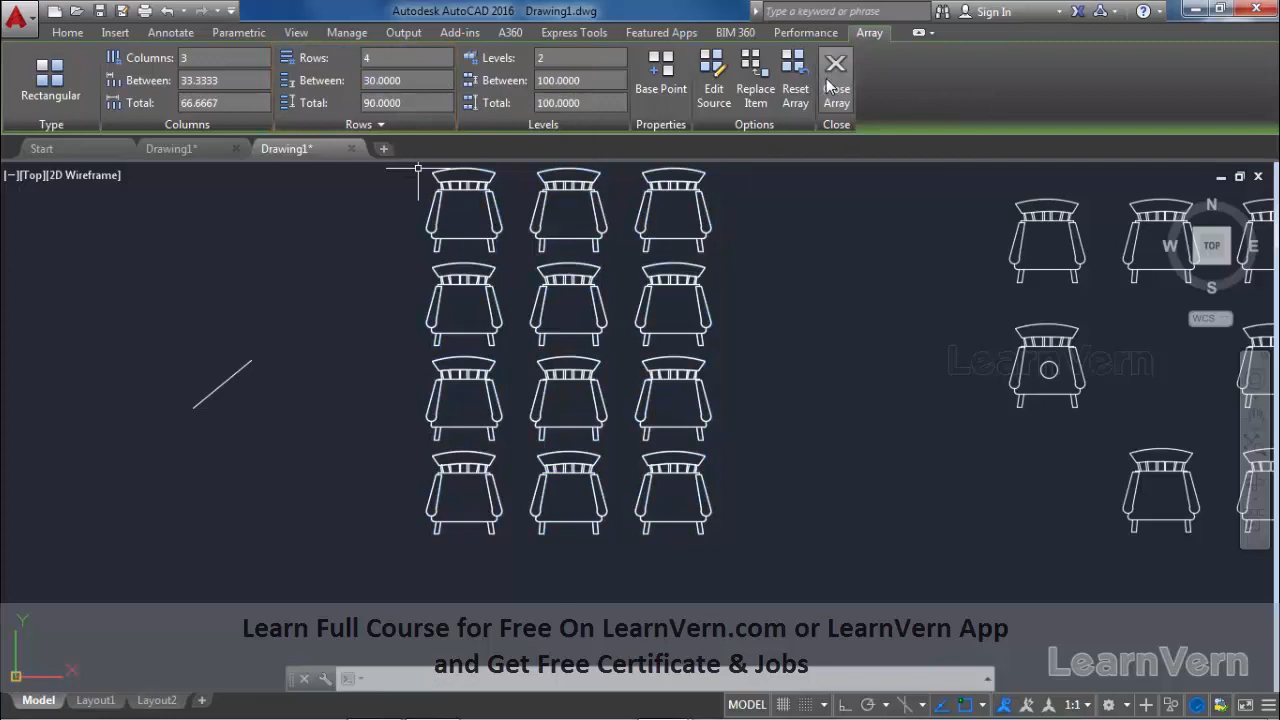 Autodesk AutoCAD 2016 Drawing1.dwg
Type a keyword or phrase
Sign In
Home Insert Annotate Parametric View Manage Output Add-ins A360 Express Tools Featured Apps BIM 360 Performance Array
Rectangular
Type
Columns: 3
Between: 33.3333
Total: 66.6667
Columns
Rows: 4
Between: 30.0000
Total: 90.0000
Rows
Levels: 2
Between: 100.0000
Total: 100.0000
Levels
Base Point
Properties
Edit Source
Replace Item
Reset Array
Options
Close Array
Close
Start Drawing1* Drawing1*
[−][Top][2D Wireframe]
N
W TOP E
S
WCS
LearnVern
Y
X
Learn Full Course for Free On LearnVern.com or LearnVern App
and Get Free Certificate & Jobs
LearnVern
Model Layout1 Layout2
MODEL
1:1